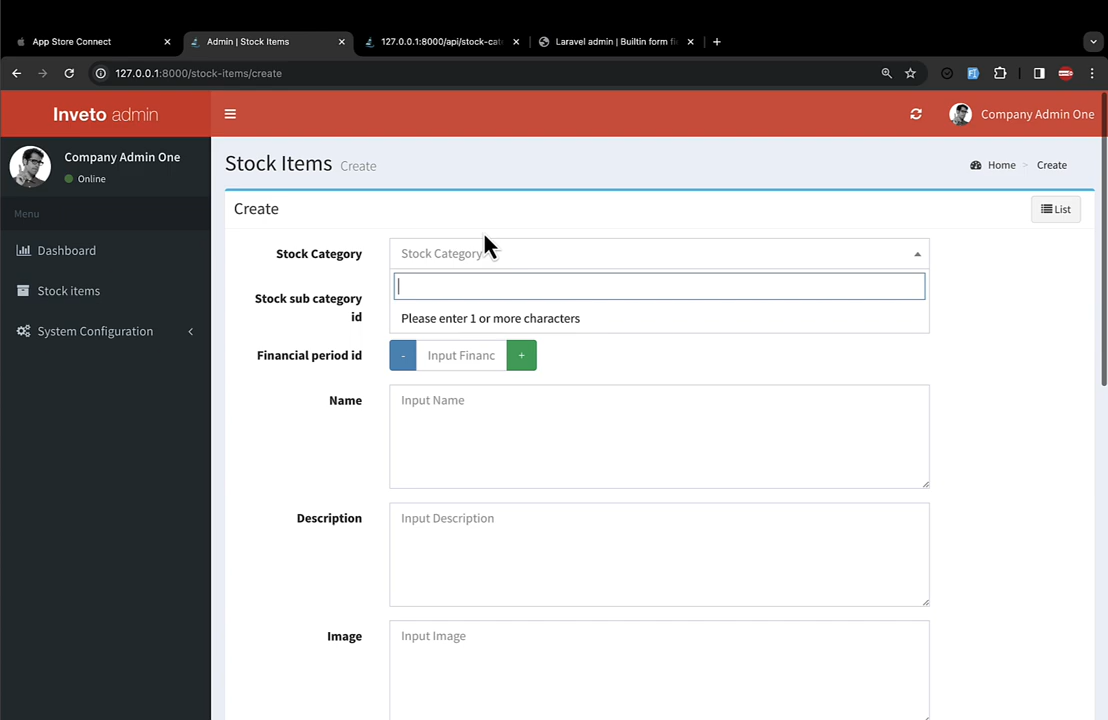 App Store Connect
Admin | Stock Items
127.0.0.1:8000/api/stock-cat
Laravel admin | Builtin form fi
127.0.0.1:8000/stock-items/create
Inveto admin
Company Admin One
Company Admin One
Online
Stock Items Create
Home > Create
Menu
Create
List
Dashboard
Stock Category
Stock Category
Stock items
Stock sub category
id
Please enter 1 or more characters
System Configuration
Financial period id
-
Input Financ
+
Name
Input Name
Description
Input Description
Image
Input Image